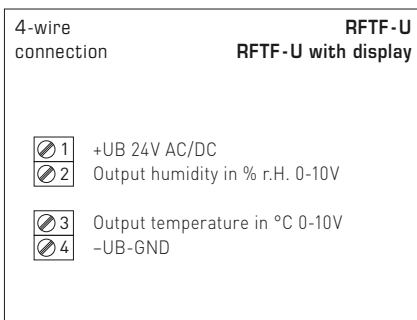 4-wire RFTF-U
connection RFTF-U with display
1 +UB 24V AC/DC
2 Output humidity in % r.H. 0-10V
3 Output temperature in °C 0-10V
4 –UB-GND